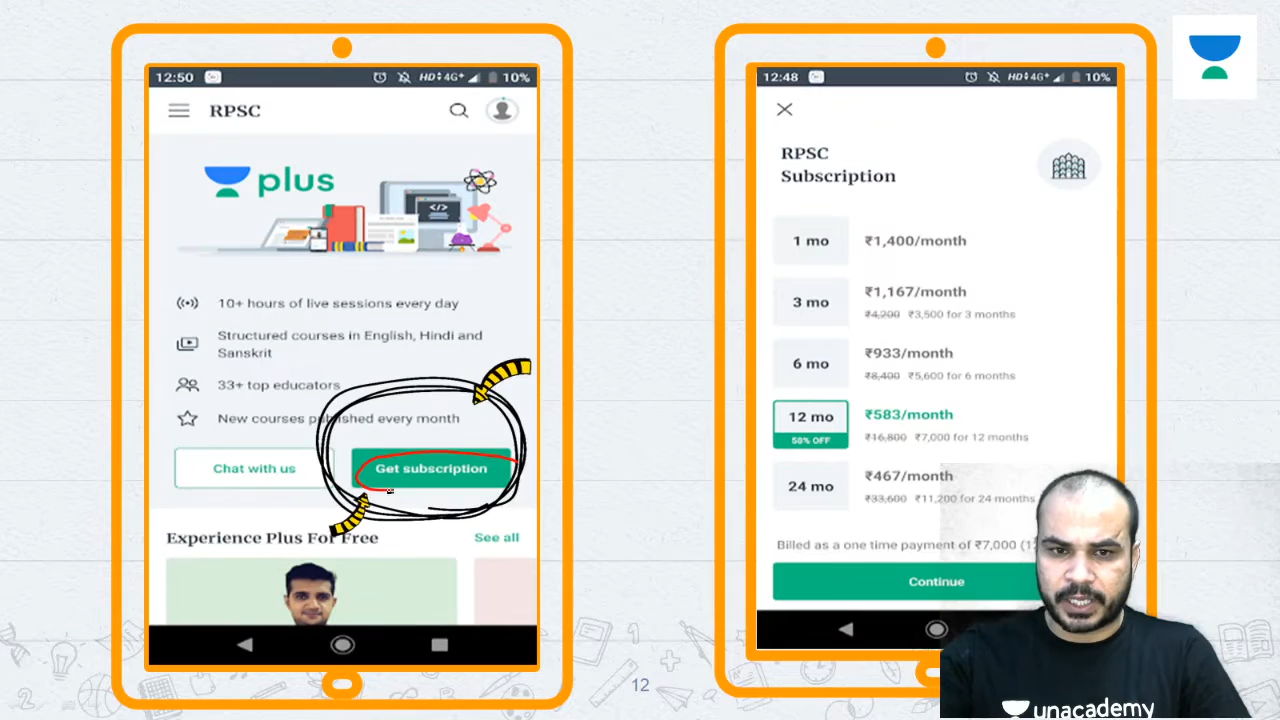 12:50
HD 4G+ 10%
RPSC
plus
</>
10+ hours of live sessions every day
Structured courses in English, Hindi and
Sanskrit
33+ top educators
New courses published every month
Chat with us
Get subscription
Experience Plus For Free
See all
12:48
HD 4G+ 10%
RPSC
Subscription
1 mo
₹1,400/month
3 mo
₹1,167/month
₹4,200 ₹3,500 for 3 months
6 mo
₹933/month
₹8,400 ₹5,600 for 6 months
12 mo
58% OFF
₹583/month
₹16,800 ₹7,000 for 12 months
24 mo
₹467/month
₹33,600 ₹11,200 for 24 months
Billed as a one time payment of ₹7,000 (1
Continue
12
unacademy